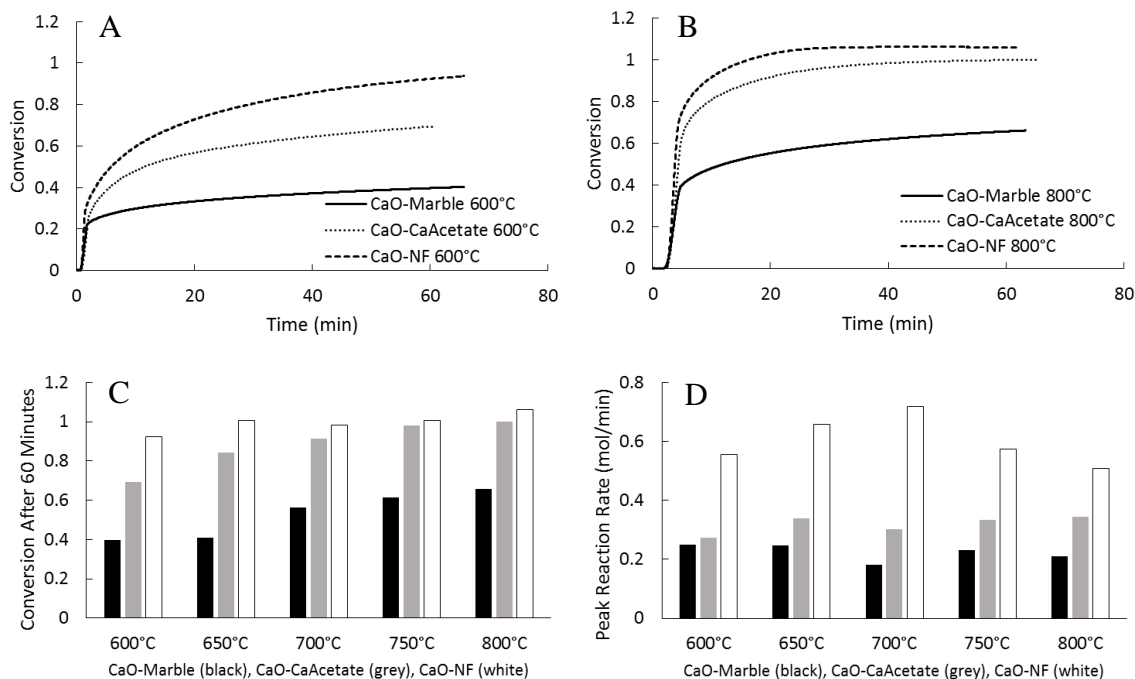 A
1.2
1
0.8
0.6
0.4
0.2
0
Conversion
0 20 40 60 80
Time (min)
CaO-Marble 600°C
CaO-CaAcetate 600°C
CaO-NF 600°C
B
1.2
1
0.8
0.6
0.4
0.2
0
Conversion
0 20 40 60 80
Time (min)
CaO-Marble 800°C
CaO-CaAcetate 800°C
CaO-NF 800°C
C
1.2
1
0.8
0.6
0.4
0.2
0
Conversion After 60 Minutes
600°C 650°C 700°C 750°C 800°C
CaO-Marble (black), CaO-CaAcetate (grey), CaO-NF (white)
D
0.8
0.6
0.4
0.2
0
Peak Reaction Rate (mol/min)
600°C 650°C 700°C 750°C 800°C
CaO-Marble (black), CaO-CaAcetate (grey), CaO-NF (white)